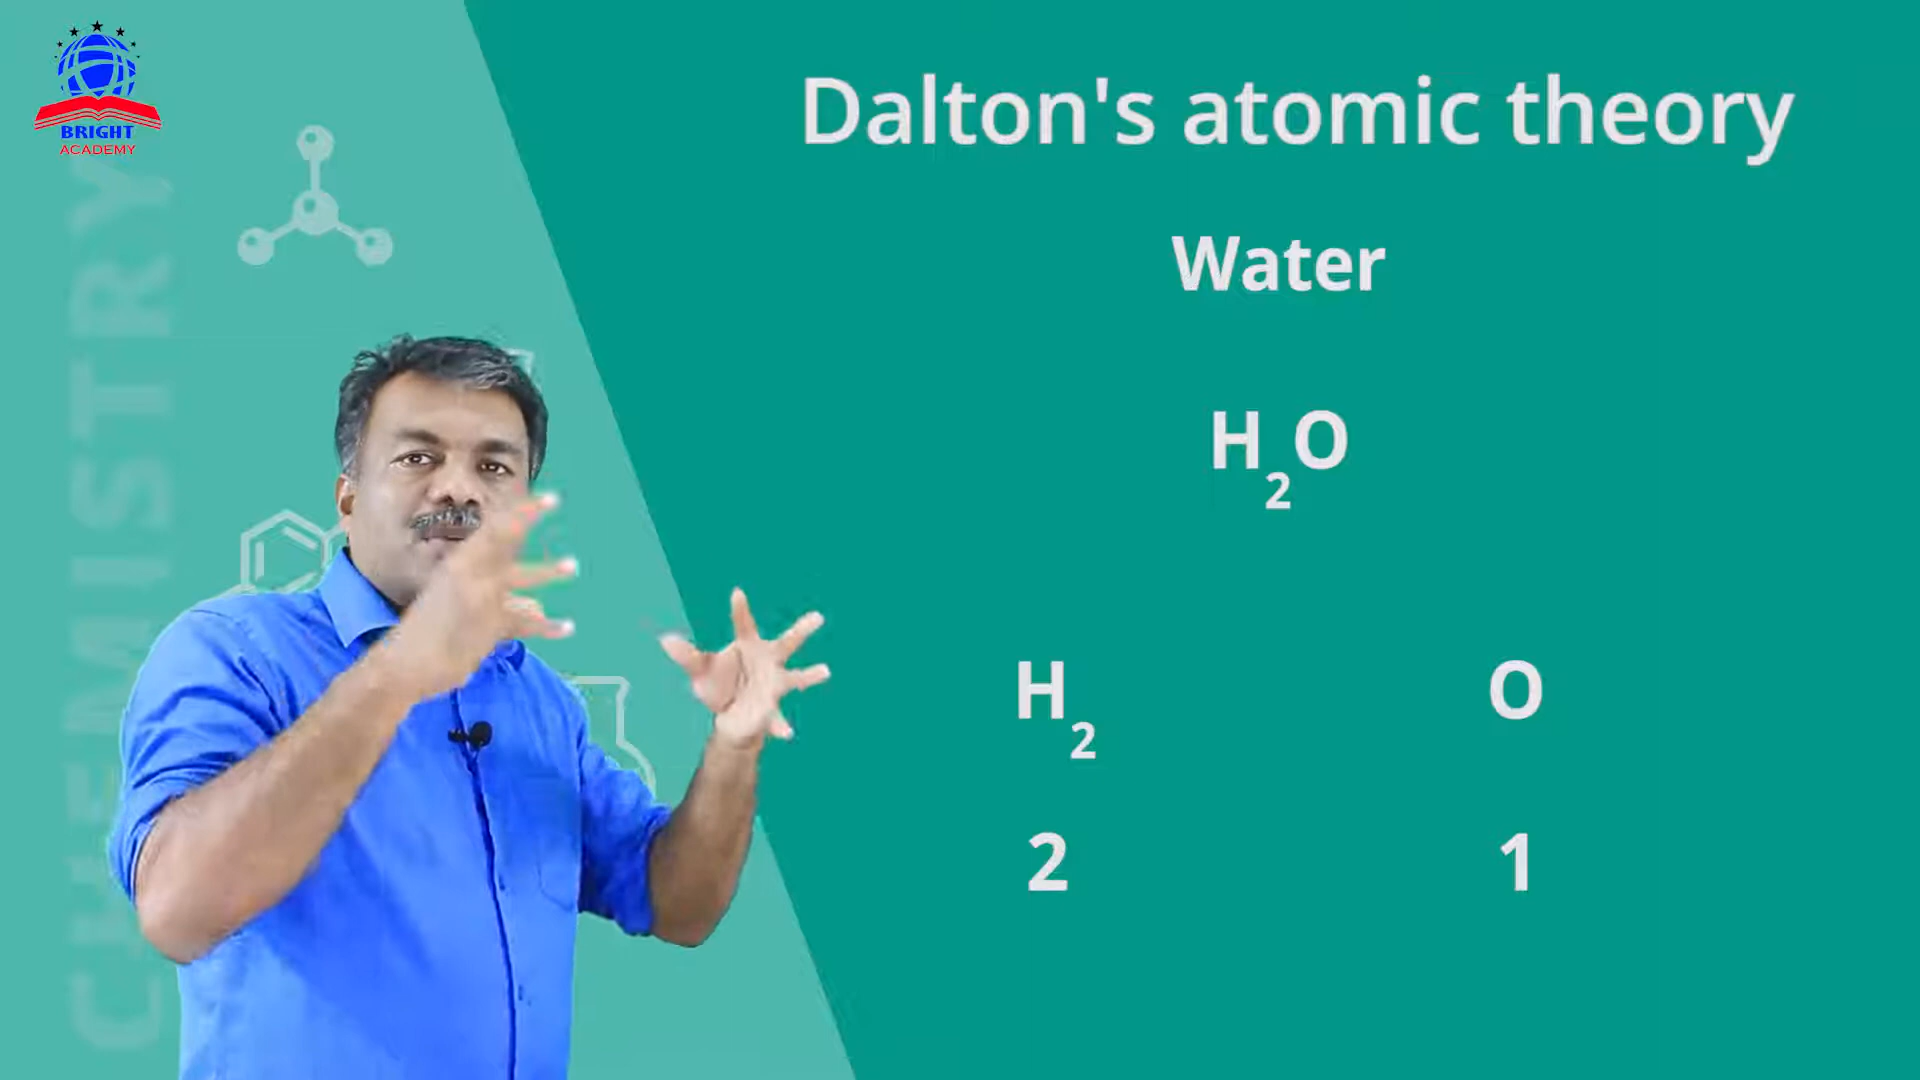 BRIGHT
ACADEMY
CHEMISTRY
Dalton's atomic theory
Water
H₂O
H₂ O
2 1